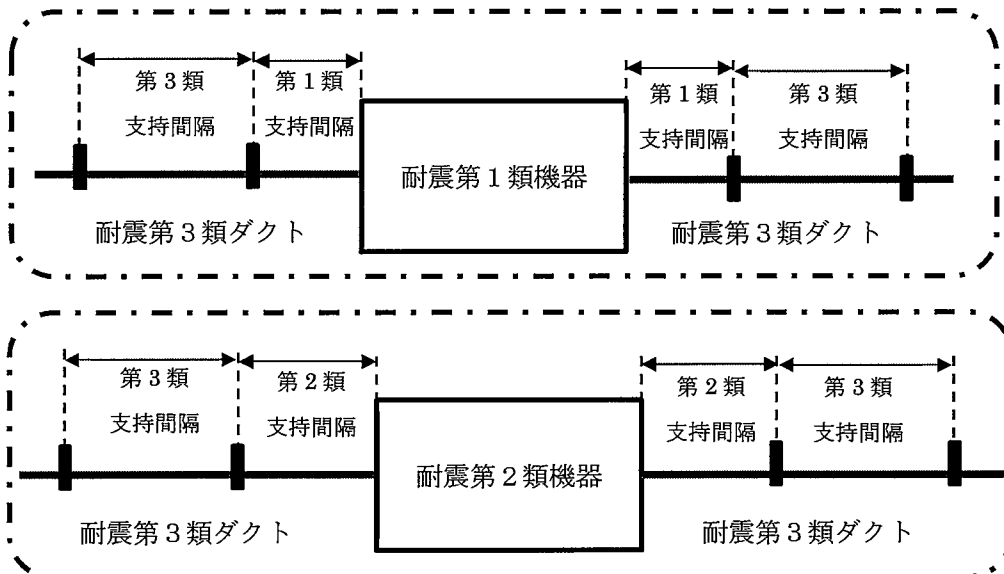 第3類
支持間隔
第1類
支持間隔
第1類
支持間隔
第3類
支持間隔
耐震第1類機器
耐震第3類ダクト
耐震第3類ダクト
第3類
支持間隔
第2類
支持間隔
第2類
支持間隔
第3類
支持間隔
耐震第2類機器
耐震第3類ダクト
耐震第3類ダクト